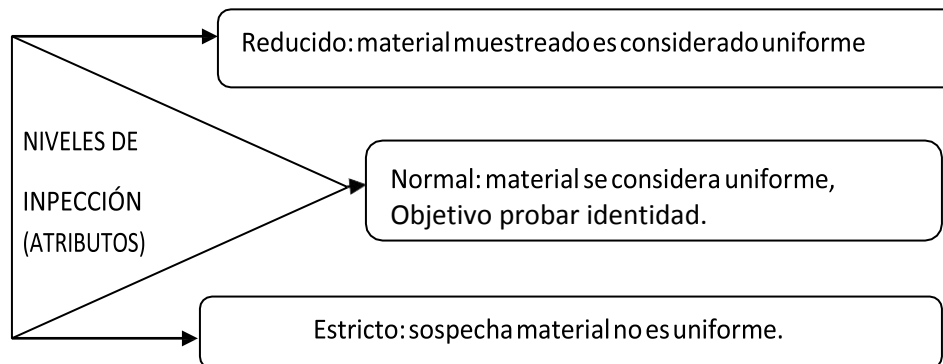 Reducido: material muestreado es considerado uniforme
NIVELES DE
INPECCIÓN
(ATRIBUTOS)
Normal: material se considera uniforme,
Objetivo probar identidad.
Estricto: sospecha material no es uniforme.